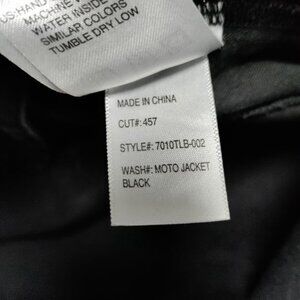 MACHINE W
WATER INSIDE
SIMILAR COLORS
TUMBLE DRY LOW
MADE IN CHINA
CUT#: 457
STYLE#: 7010TLB-002
WASH#: MOTO JACKET
BLACK